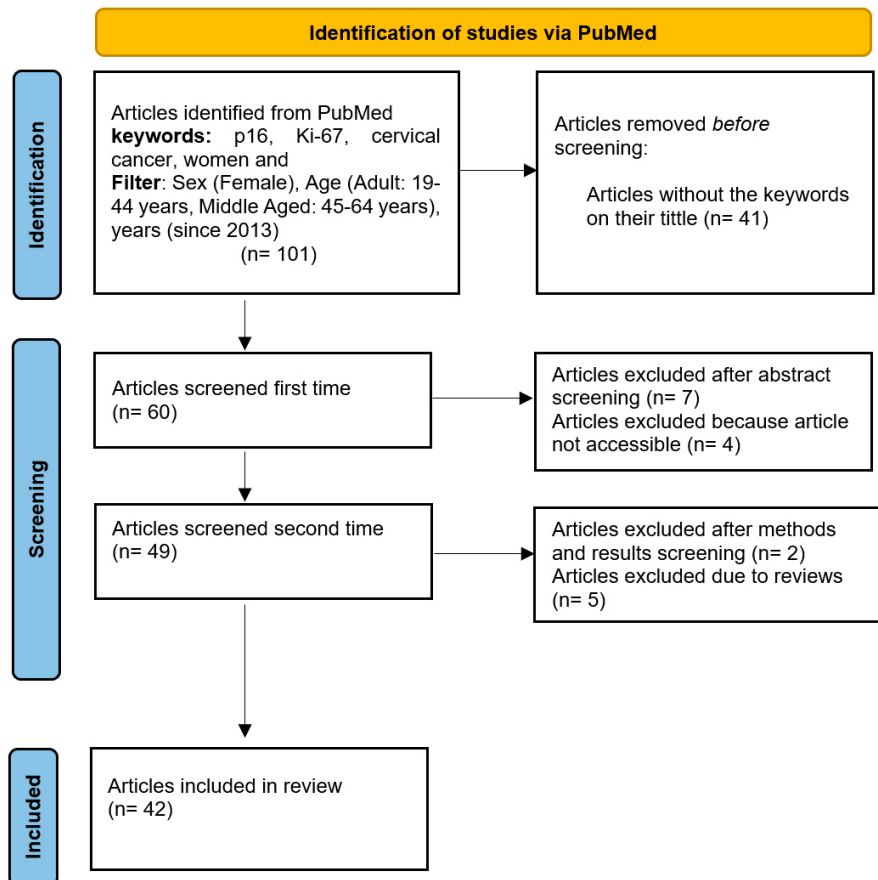 Identification of studies via PubMed
Identification
Articles identified from PubMed
keywords: p16, Ki-67, cervical
cancer, women and
Filter: Sex (Female), Age (Adult: 19-
44 years, Middle Aged: 45-64 years),
years (since 2013)
(n= 101)
Articles removed before
screening:
Articles without the keywords
on their tittle (n= 41)
Screening
Articles screened first time
(n= 60)
Articles excluded after abstract
screening (n= 7)
Articles excluded because article
not accessible (n= 4)
Articles screened second time
(n= 49)
Articles excluded after methods
and results screening (n= 2)
Articles excluded due to reviews
(n= 5)
Included
Articles included in review
(n= 42)